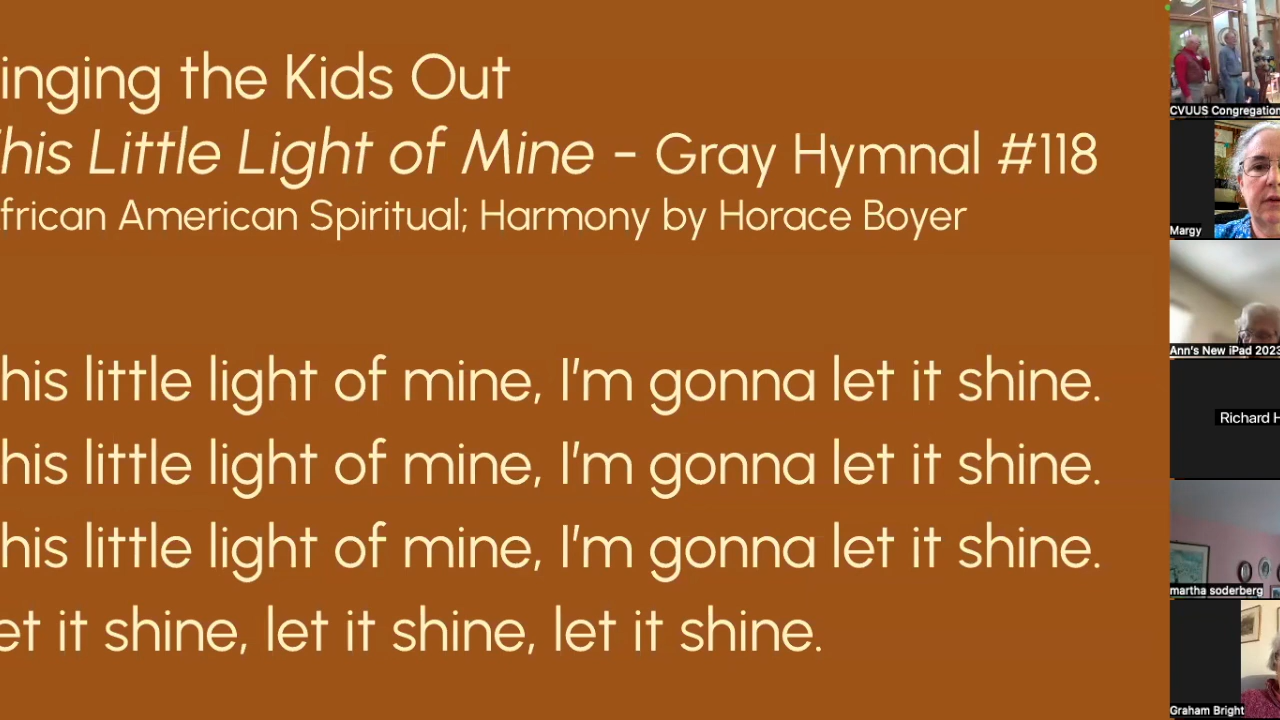 inging the Kids Out
his Little Light of Mine - Gray Hymnal #118
frican American Spiritual; Harmony by Horace Boyer
his little light of mine, I'm gonna let it shine.
his little light of mine, I'm gonna let it shine.
his little light of mine, I'm gonna let it shine.
et it shine, let it shine, let it shine.
CVUUS Congregation
Margy
Ann's New iPad 2023
Richard H
martha soderberg
Graham Bright